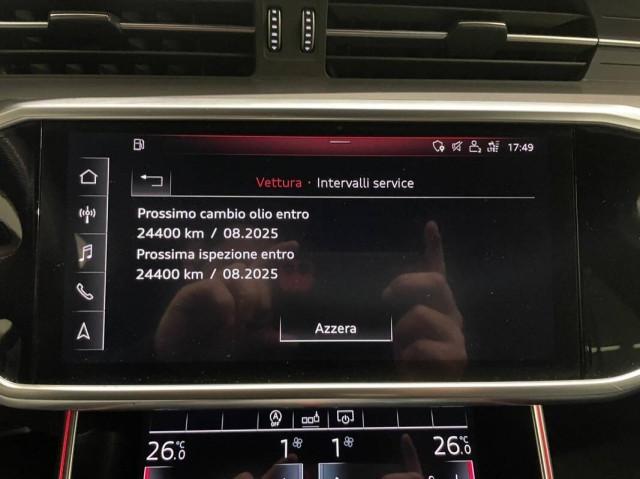 17:49
Vettura · Intervalli service
Prossimo cambio olio entro
24400 km / 08.2025
Prossima ispezione entro
24400 km / 08.2025
Azzera
A
OFF
26.0 °C 1 1 26.0 °C